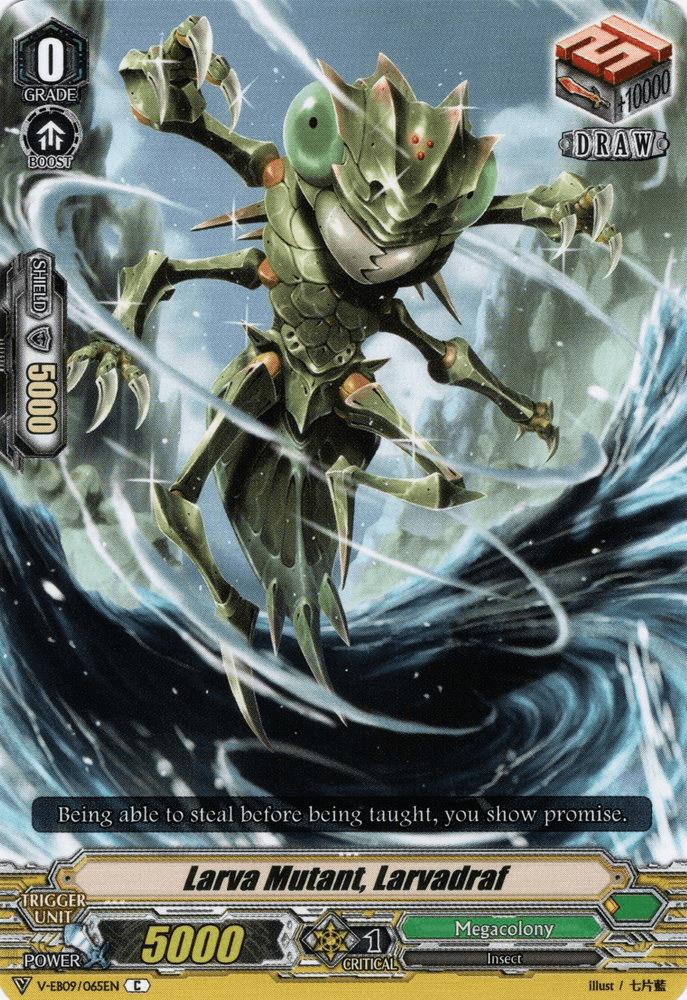 0
GRADE
BOOST
+10000
DRAW
SHIELD
5000
Being able to steal before being taught, you show promise.
Larva Mutant, Larvadraf
TRIGGER
UNIT
POWER
5000
1
CRITICAL
Megacolony
Insect
V-EB09/065EN C
illust / 七片藍